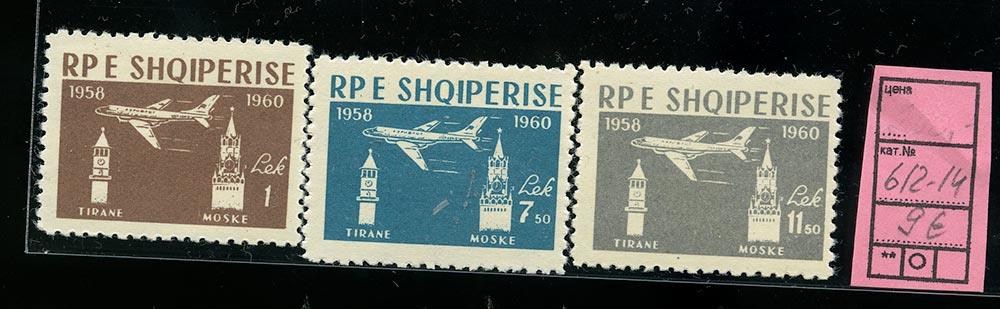 RP E SHQIPERISE
1958 1960
Lek
1
TIRANE MOSKE
RP E SHQIPERISE
1958 1960
Lek
7 50
TIRANE MOSKE
RP E SHQIPERISE
1958 1960
Lek
11 50
TIRANE MOSKE
цена
....
кат.№
612-14
9€
**